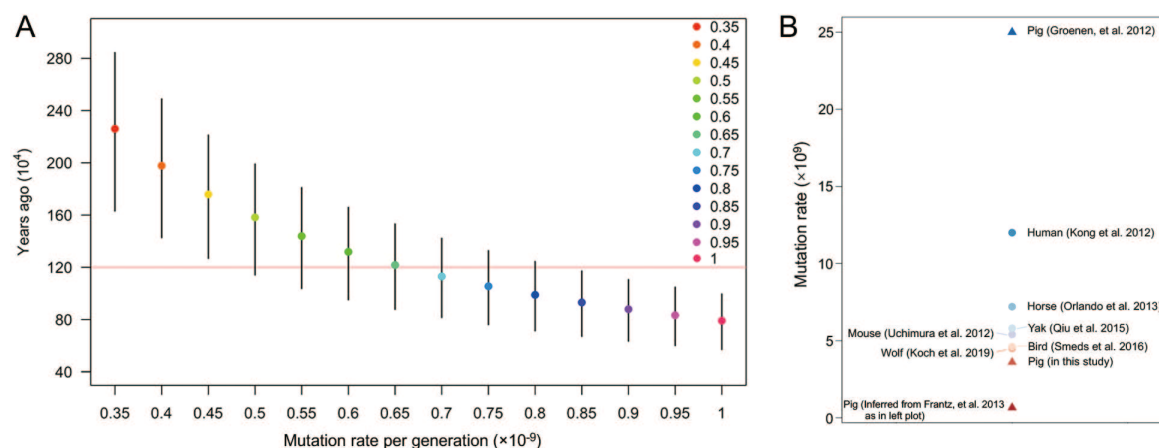 A
Years ago (10⁴)
280
240
200
160
120
80
40
0.35 0.4 0.45 0.5 0.55 0.6 0.65 0.7 0.75 0.8 0.85 0.9 0.95 1
Mutation rate per generation (×10⁻⁹)
0.35
0.4
0.45
0.5
0.55
0.6
0.65
0.7
0.75
0.8
0.85
0.9
0.95
1
B
Mutation rate (×10⁹)
25
20
15
10
5
0
Pig (Groenen, et al. 2012)
Human (Kong et al. 2012)
Horse (Orlando et al. 2013)
Yak (Qiu et al. 2015)
Mouse (Uchimura et al. 2012)
Bird (Smeds et al. 2016)
Wolf (Koch et al. 2019)
Pig (in this study)
Pig (Inferred from Frantz, et al. 2013
as in left plot)